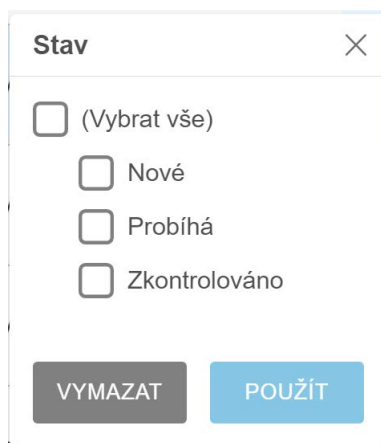 Stav
(Vybrat vše)
Nové
Probíhá
Zkontrolováno
VYMAZAT
POUŽÍT